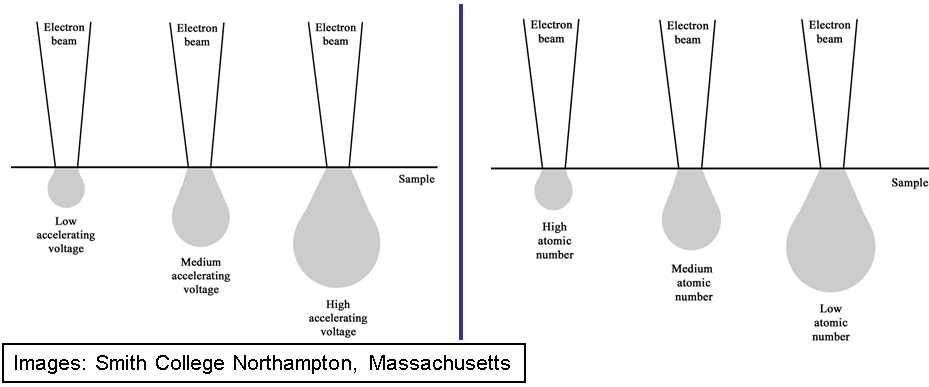 Electron
beam
Electron
beam
Electron
beam
Sample
Low
accelerating
voltage
Medium
accelerating
voltage
High
accelerating
voltage
Electron
beam
Electron
beam
Electron
beam
Sample
High
atomic
number
Medium
atomic
number
Low
atomic
number
Images: Smith College Northampton, Massachusetts